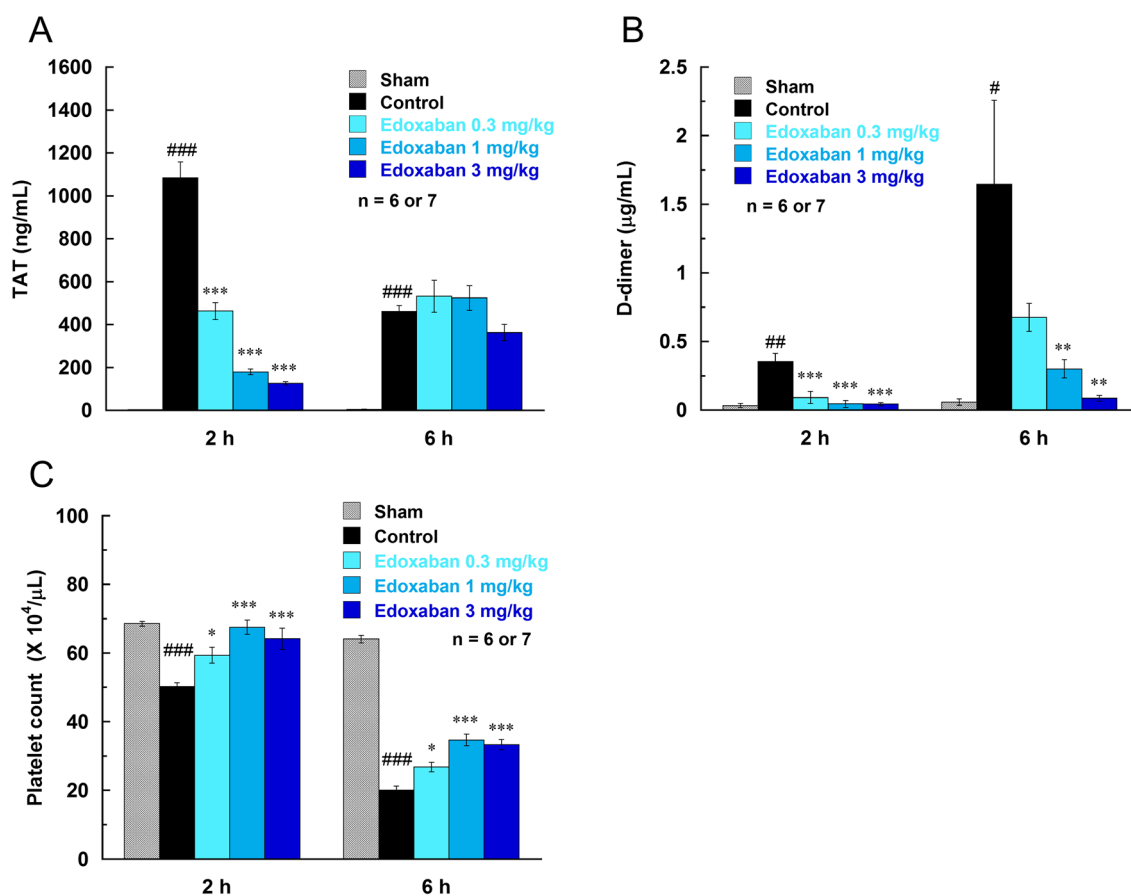 A
TAT (ng/mL)
1600
1400
1200
1000
800
600
400
200
0
Sham
Control
Edoxaban 0.3 mg/kg
Edoxaban 1 mg/kg
Edoxaban 3 mg/kg
n = 6 or 7
###
***
***
***
###
2 h
6 h
B
D-dimer (μg/mL)
2.5
2
1.5
1
0.5
0
Sham
Control
Edoxaban 0.3 mg/kg
Edoxaban 1 mg/kg
Edoxaban 3 mg/kg
n = 6 or 7
##
***
***
***
#
**
**
2 h
6 h
C
Platelet count (X 10⁴/μL)
100
80
60
40
20
0
Sham
Control
Edoxaban 0.3 mg/kg
Edoxaban 1 mg/kg
Edoxaban 3 mg/kg
n = 6 or 7
###
*
***
***
###
*
***
***
2 h
6 h